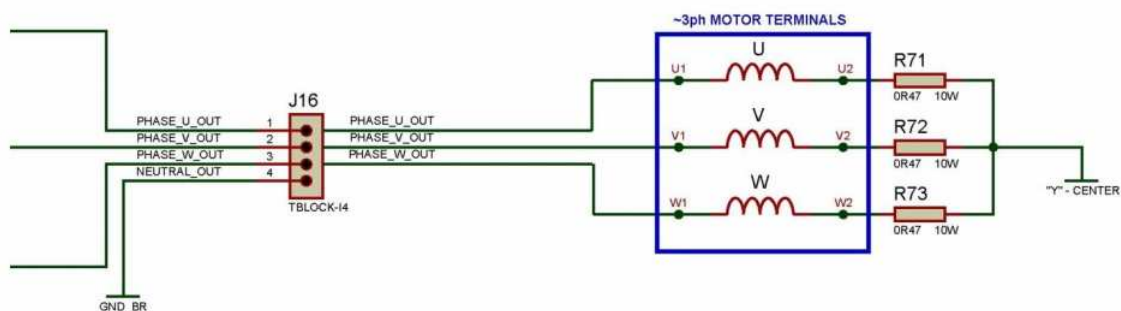 ~3ph MOTOR TERMINALS
U
U1
U2
R71
0R47 10W
J16
PHASE_U_OUT
1
PHASE_U_OUT
PHASE_V_OUT
2
PHASE_V_OUT
V
V1
V2
R72
0R47 10W
PHASE_W_OUT
3
PHASE_W_OUT
NEUTRAL_OUT
4
TBLOCK-I4
W
W1
W2
R73
0R47 10W
"Y" - CENTER
GND_BR